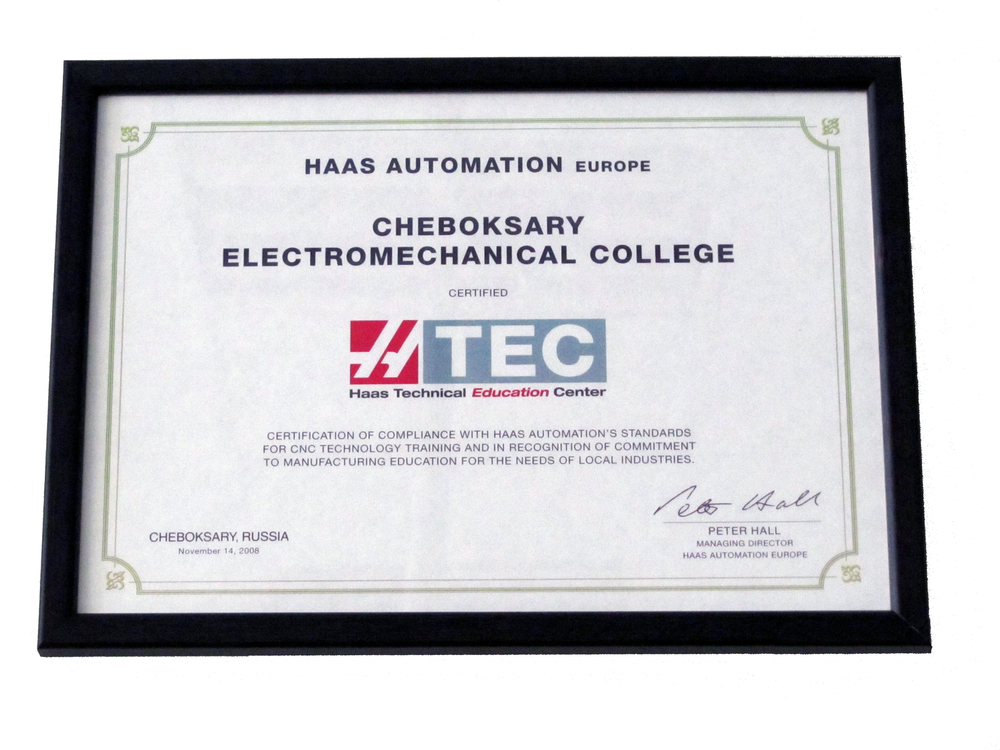 HAAS AUTOMATION EUROPE
CHEBOKSARY
ELECTROMECHANICAL COLLEGE
CERTIFIED
H TEC
Haas Technical Education Center
CERTIFICATION OF COMPLIANCE WITH HAAS AUTOMATION'S STANDARDS
FOR CNC TECHNOLOGY TRAINING AND IN RECOGNITION OF COMMITMENT
TO MANUFACTURING EDUCATION FOR THE NEEDS OF LOCAL INDUSTRIES.
Peter Hall
CHEBOKSARY, RUSSIA
November 14, 2008
PETER HALL
MANAGING DIRECTOR
HAAS AUTOMATION EUROPE